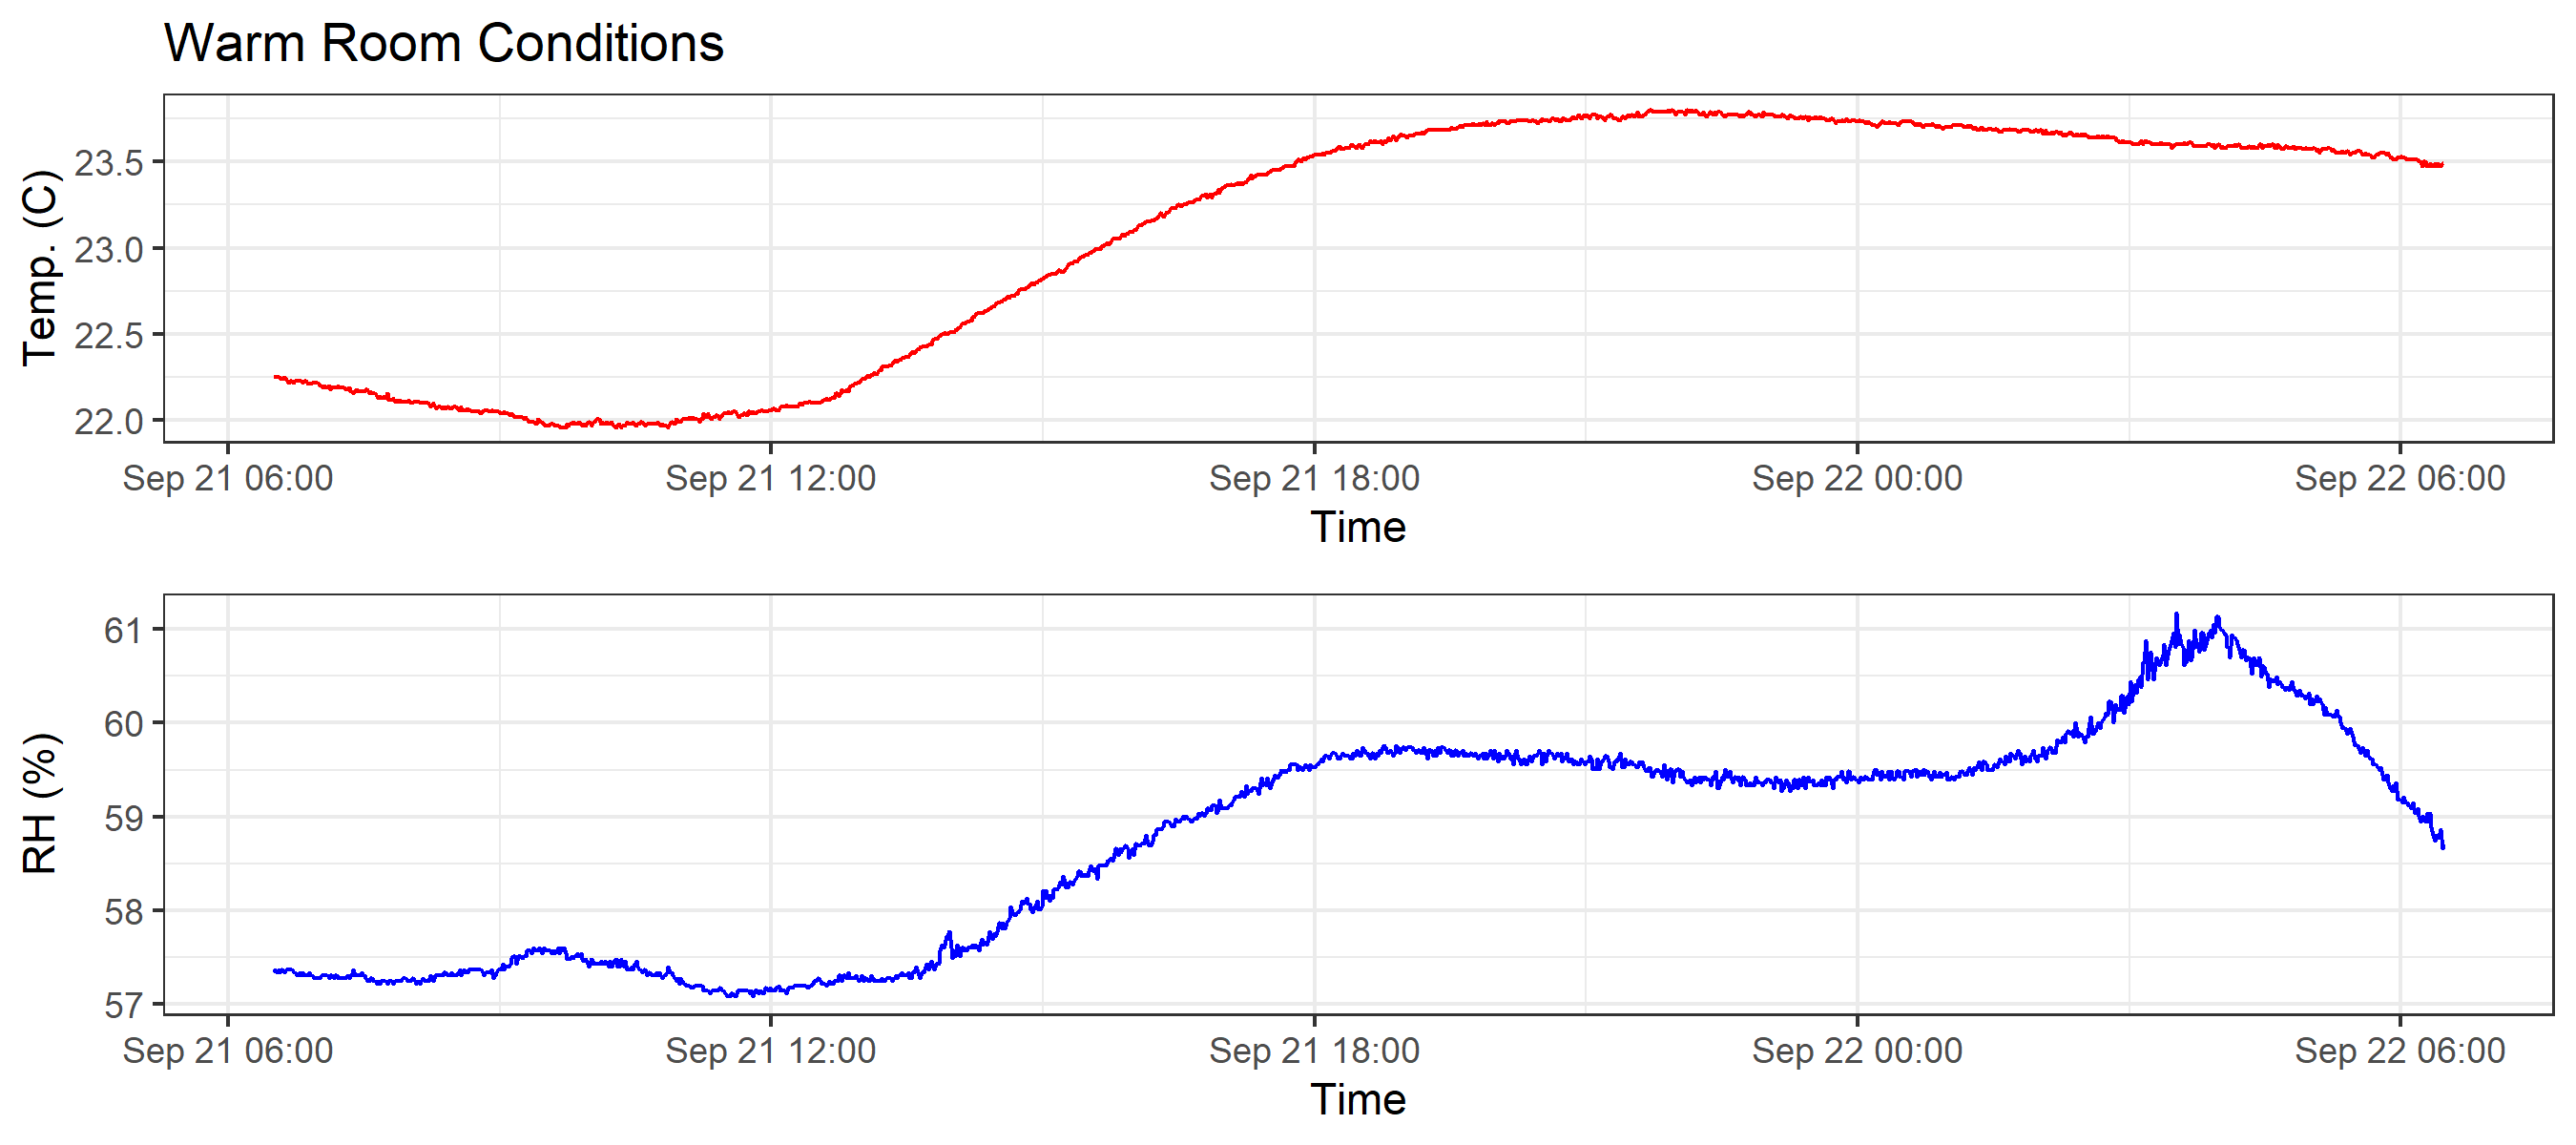 Warm Room Conditions
Temp. (C)
23.5
23.0
22.5
22.0
Sep 21 06:00 Sep 21 12:00 Sep 21 18:00 Sep 22 00:00 Sep 22 06:00
Time
RH (%)
61
60
59
58
57
Sep 21 06:00 Sep 21 12:00 Sep 21 18:00 Sep 22 00:00 Sep 22 06:00
Time